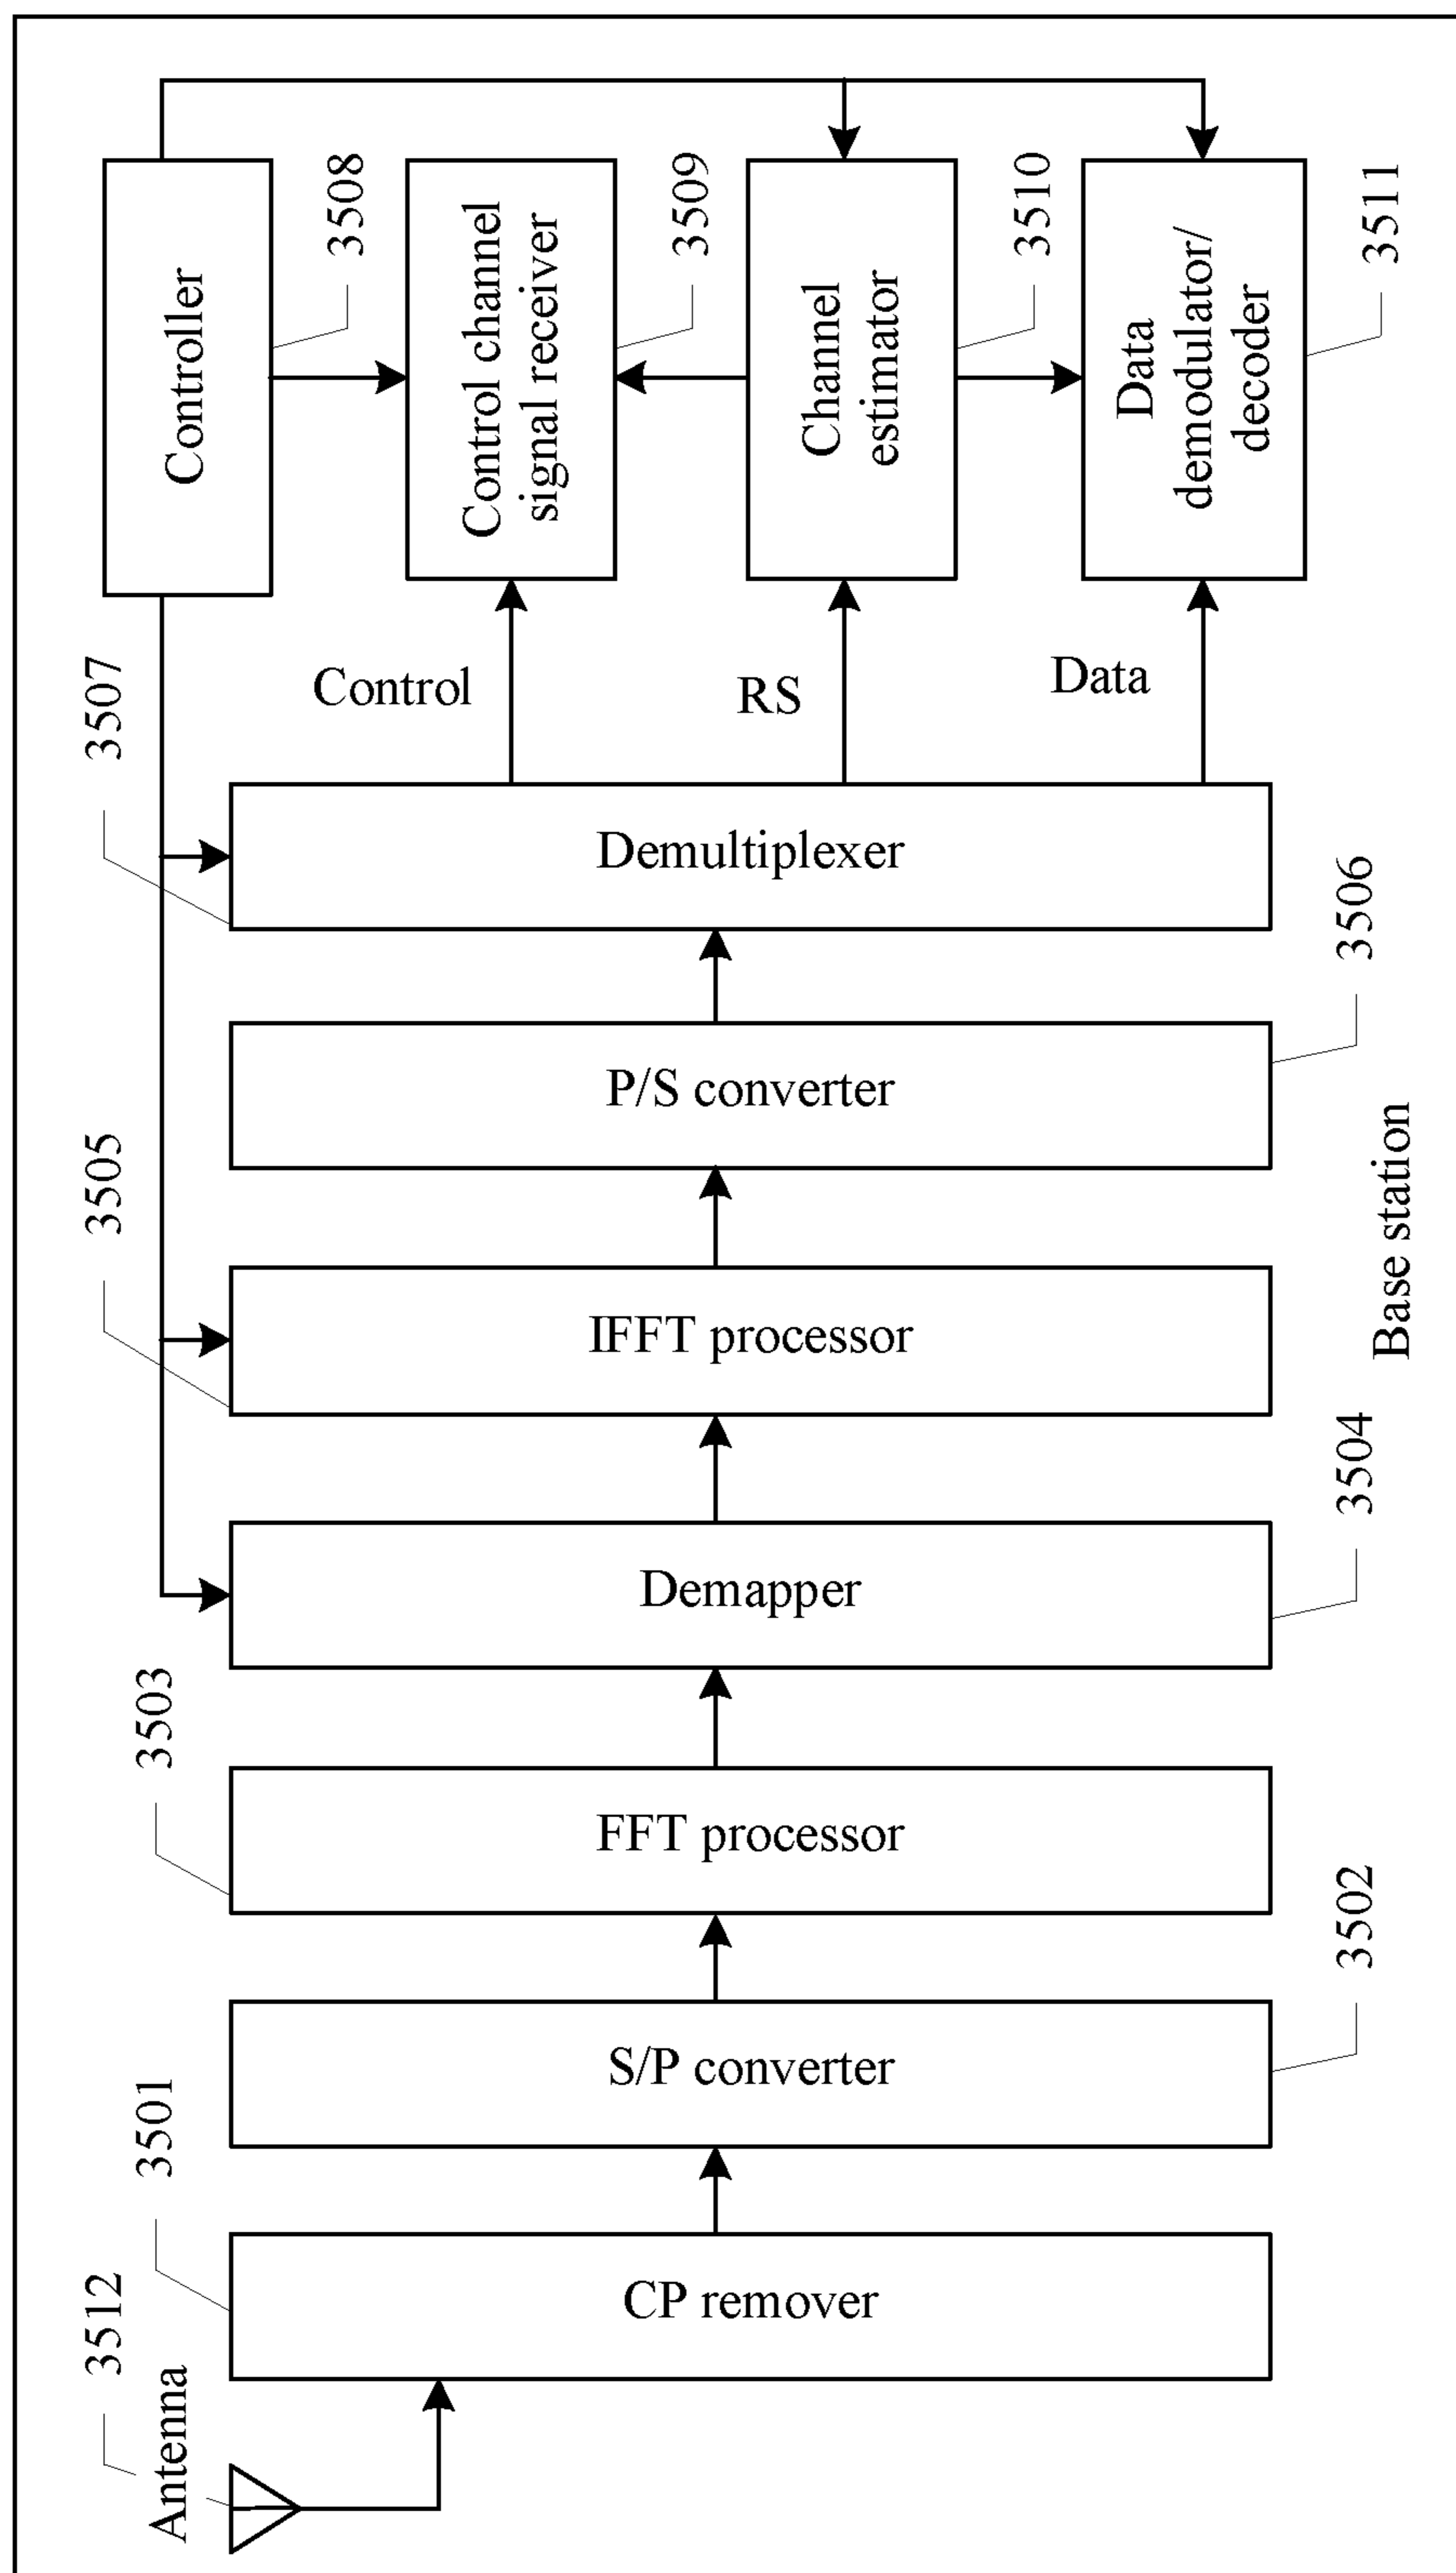 Controller
3508
Control channel
signal receiver
3509
Channel
estimator
3510
Data
demodulator/
decoder
3511
3507
Control
RS
Data
Demultiplexer
3506
P/S converter
3505
IFFT processor
Base station
3504
Demapper
3503
FFT processor
3502
S/P converter
3501
CP remover
3512
Antenna